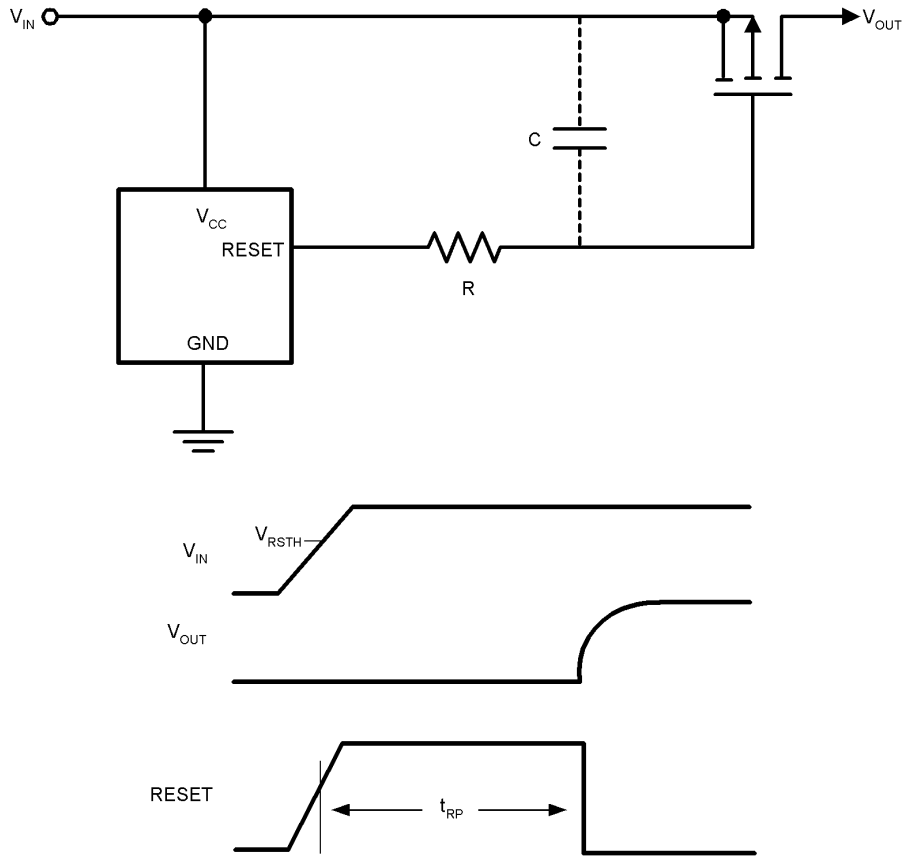 VIN
VOUT
C
VCC
RESET
R
GND
VRSTH
VIN
VOUT
RESET
tRP